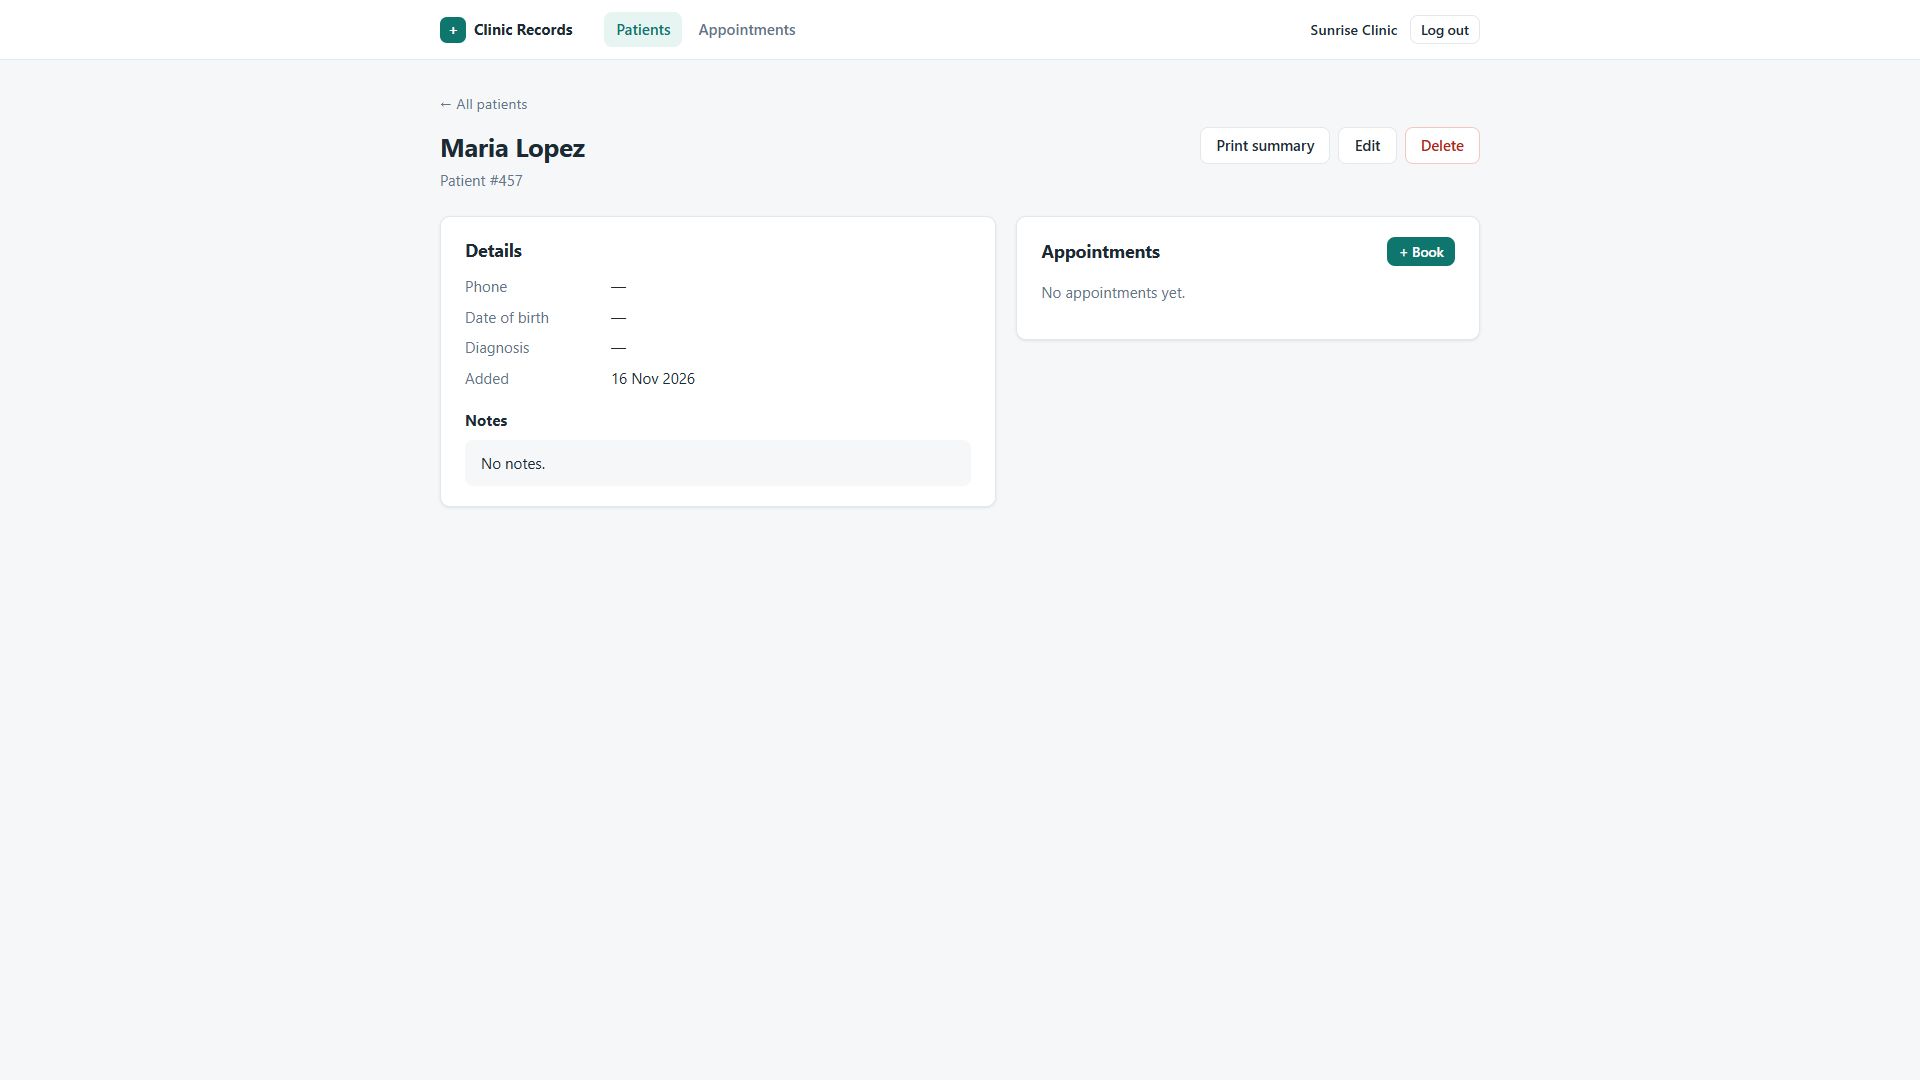 + Clinic Records Patients Appointments Sunrise Clinic Log out
← All patients
Maria Lopez Print summary Edit Delete
Patient #457
Details
Phone —
Date of birth —
Diagnosis —
Added 16 Nov 2026
Notes
No notes.
Appointments + Book
No appointments yet.